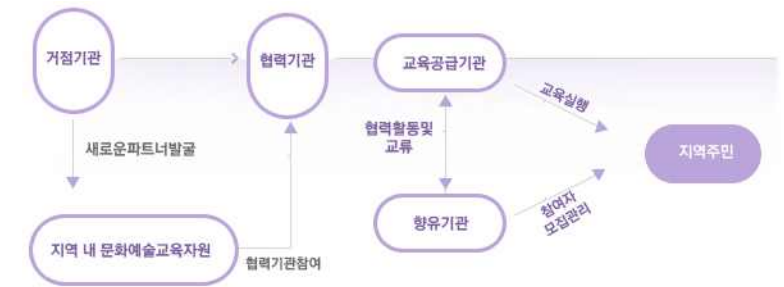 거점기관
협력기관
교육공급기관
교육실행
새로운파트너발굴
협력활동및
교류
지역주민
지역 내 문화예술교육자원
협력기관참여
향유기관
참여자
모집관리